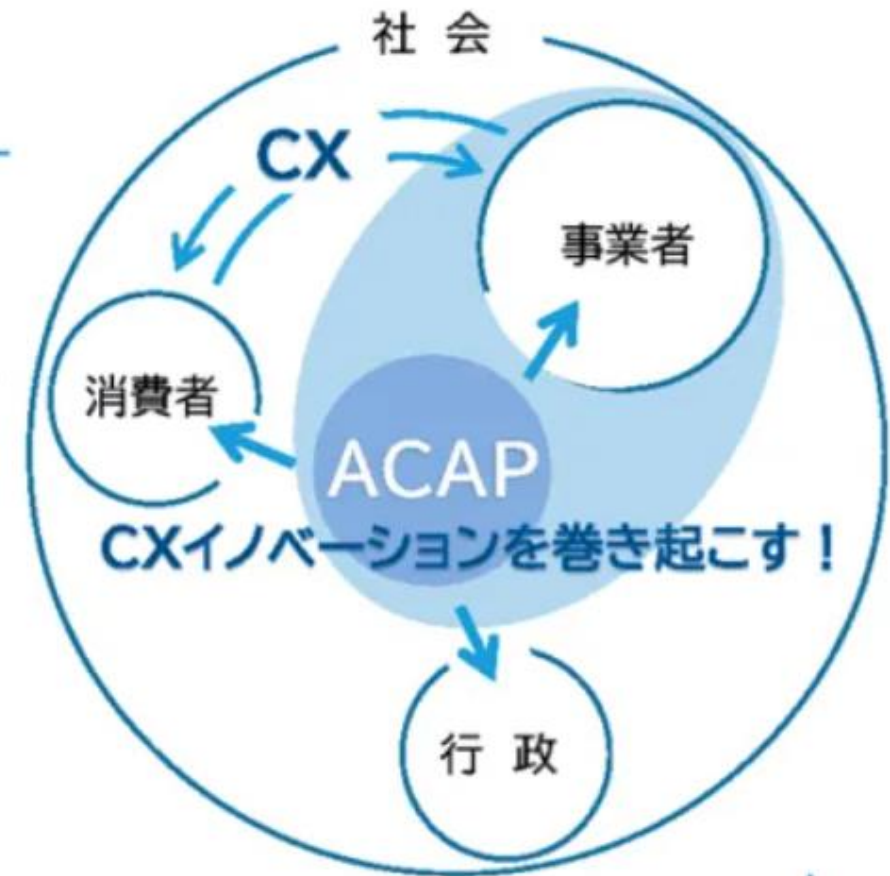 社 会
CX
事業者
消費者
ACAP
CXイノベーションを巻き起こす！
行 政